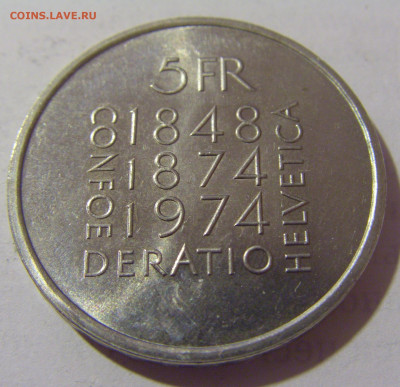 COINS.LAVE.RU
5 FR
1848
1874
1974
CONFOE
DERATIO
HELVETICA